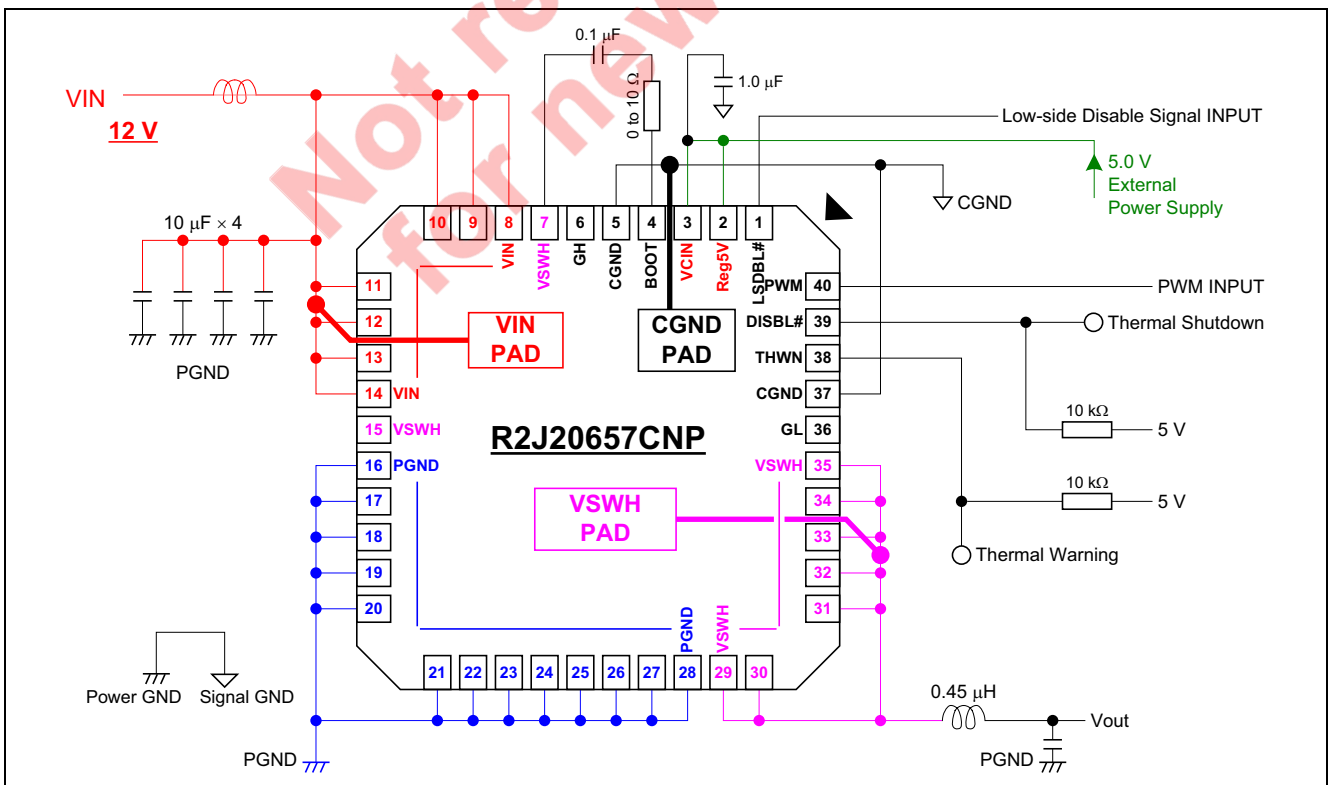 Not re
for new
0.1 µF
1.0 µF
0 to 10 Ω
VIN
12 V
Low-side Disable Signal INPUT
5.0 V
External
Power Supply
CGND
10 µF × 4
PGND
10
9
8
7
6
5
4
3
2
1
VIN
VSWH
GH
CGND
BOOT
VCIN
Reg5V
LSDBL#
11
12
13
14 VIN
15 VSWH
16 PGND
17
18
19
20
VIN
PAD
CGND
PAD
R2J20657CNP
VSWH
PAD
PWM 40
PWM INPUT
DISBL# 39
Thermal Shutdown
THWN 38
CGND 37
GL 36
VSWH 35
34
33
32
31
10 kΩ
5 V
10 kΩ
5 V
Thermal Warning
PGND
VSWH
21
22
23
24
25
26
27
28
29
30
Power GND
Signal GND
PGND
0.45 µH
Vout
PGND